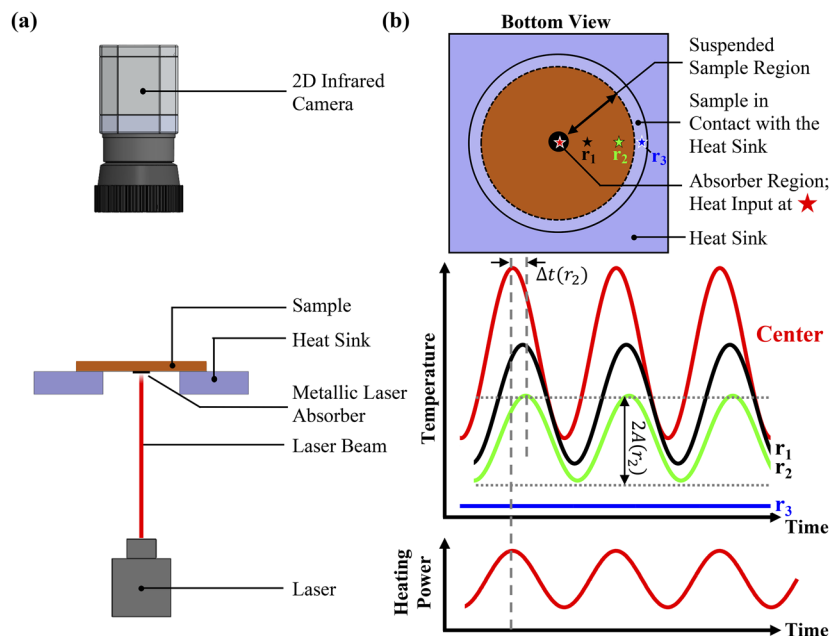 (a)
2D Infrared
Camera
Sample
Heat Sink
Metallic Laser
Absorber
Laser Beam
Laser
(b)
Bottom View
Suspended
Sample Region
Sample in
Contact with the
Heat Sink
Absorber Region;
Heat Input at ★
Heat Sink
r₁
r₂
r₃
Δt(r₂)
Temperature
Center
2A(r₂)
r₁
r₂
r₃
Time
Heating
Power
Time